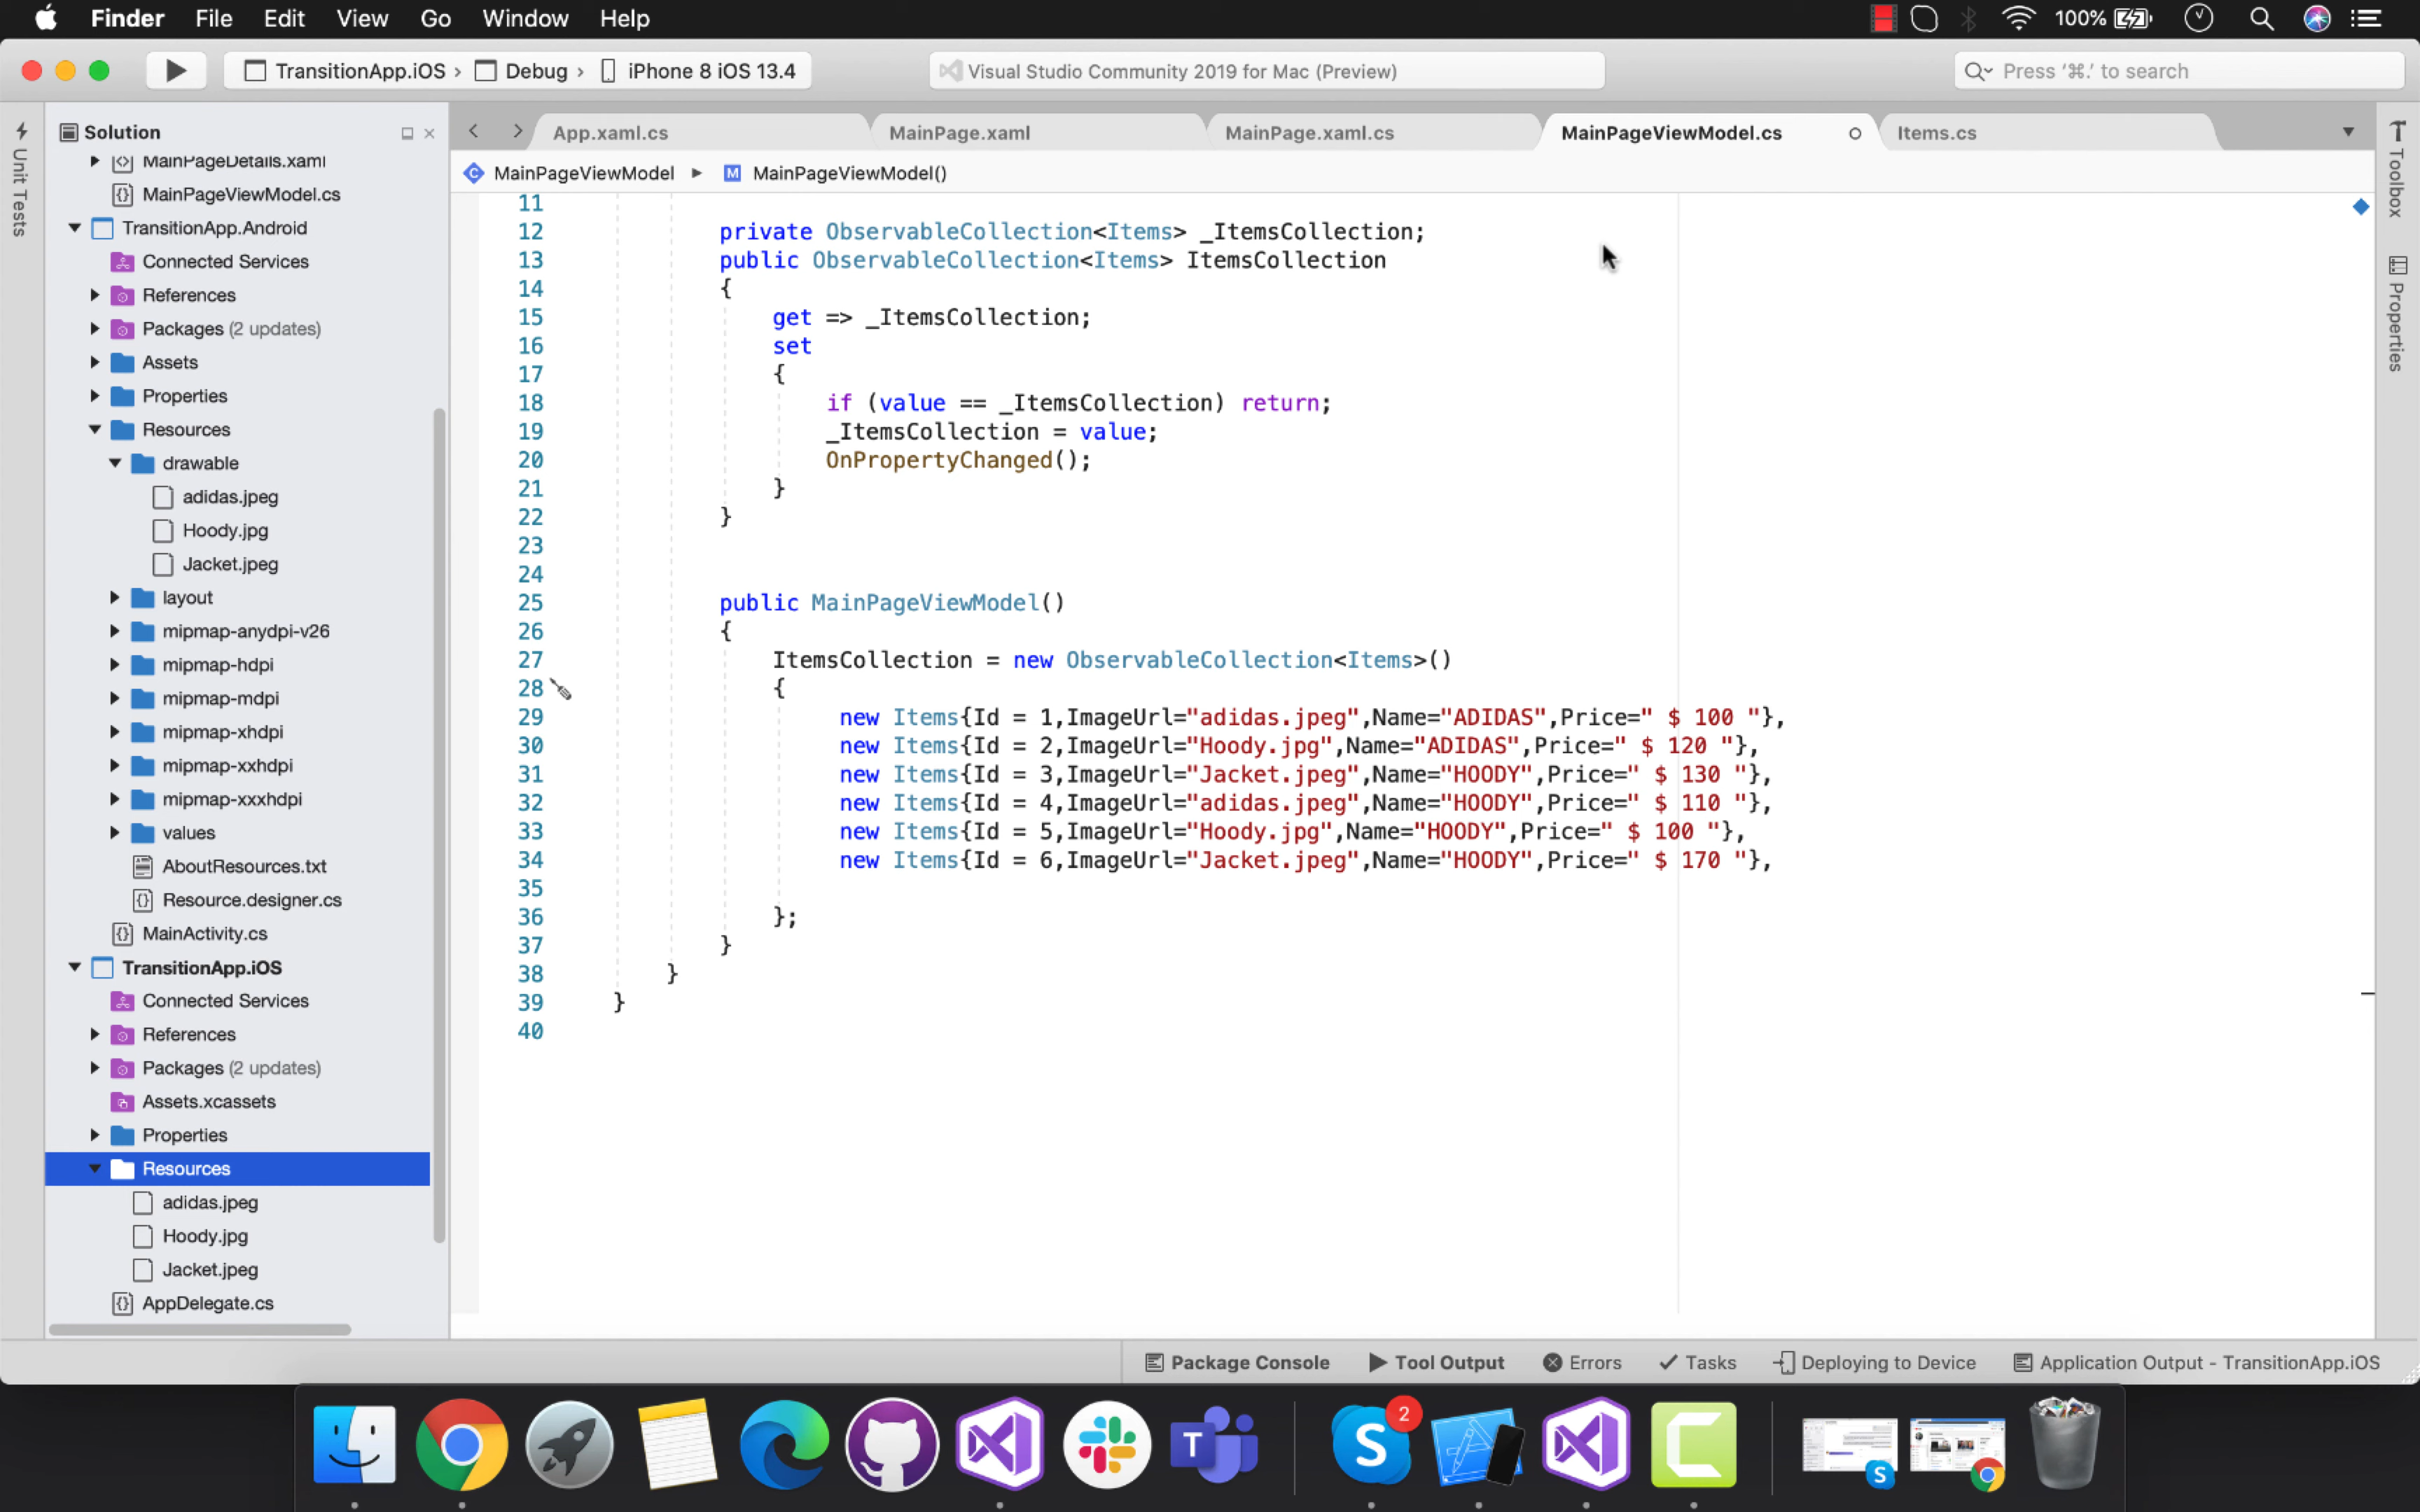 Finder File Edit View Go Window Help 100%
TransitionApp.iOS › Debug › iPhone 8 iOS 13.4
Visual Studio Community 2019 for Mac (Preview)
Press ‘⌘.’ to search
Unit Tests
Solution
MainPageDetails.xaml
MainPageViewModel.cs
TransitionApp.Android
Connected Services
References
Packages (2 updates)
Assets
Properties
Resources
drawable
adidas.jpeg
Hoody.jpg
Jacket.jpeg
layout
mipmap-anydpi-v26
mipmap-hdpi
mipmap-mdpi
mipmap-xhdpi
mipmap-xxhdpi
mipmap-xxxhdpi
values
AboutResources.txt
Resource.designer.cs
MainActivity.cs
TransitionApp.iOS
Connected Services
References
Packages (2 updates)
Assets.xcassets
Properties
Resources
adidas.jpeg
Hoody.jpg
Jacket.jpeg
AppDelegate.cs
App.xaml.cs MainPage.xaml MainPage.xaml.cs MainPageViewModel.cs Items.cs
MainPageViewModel M MainPageViewModel()
11
12 private ObservableCollection<Items> _ItemsCollection;
13 public ObservableCollection<Items> ItemsCollection
14 {
15 get => _ItemsCollection;
16 set
17 {
18 if (value == _ItemsCollection) return;
19 _ItemsCollection = value;
20 OnPropertyChanged();
21 }
22 }
23
24
25 public MainPageViewModel()
26 {
27 ItemsCollection = new ObservableCollection<Items>()
28 {
29 new Items{Id = 1,ImageUrl="adidas.jpeg",Name="ADIDAS",Price=" $ 100 "},
30 new Items{Id = 2,ImageUrl="Hoody.jpg",Name="ADIDAS",Price=" $ 120 "},
31 new Items{Id = 3,ImageUrl="Jacket.jpeg",Name="HOODY",Price=" $ 130 "},
32 new Items{Id = 4,ImageUrl="adidas.jpeg",Name="HOODY",Price=" $ 110 "},
33 new Items{Id = 5,ImageUrl="Hoody.jpg",Name="HOODY",Price=" $ 100 "},
34 new Items{Id = 6,ImageUrl="Jacket.jpeg",Name="HOODY",Price=" $ 170 "},
35
36 };
37 }
38 }
39 }
40
Toolbox
Properties
Package Console Tool Output Errors Tasks Deploying to Device Application Output - TransitionApp.iOS
T
S
2
S